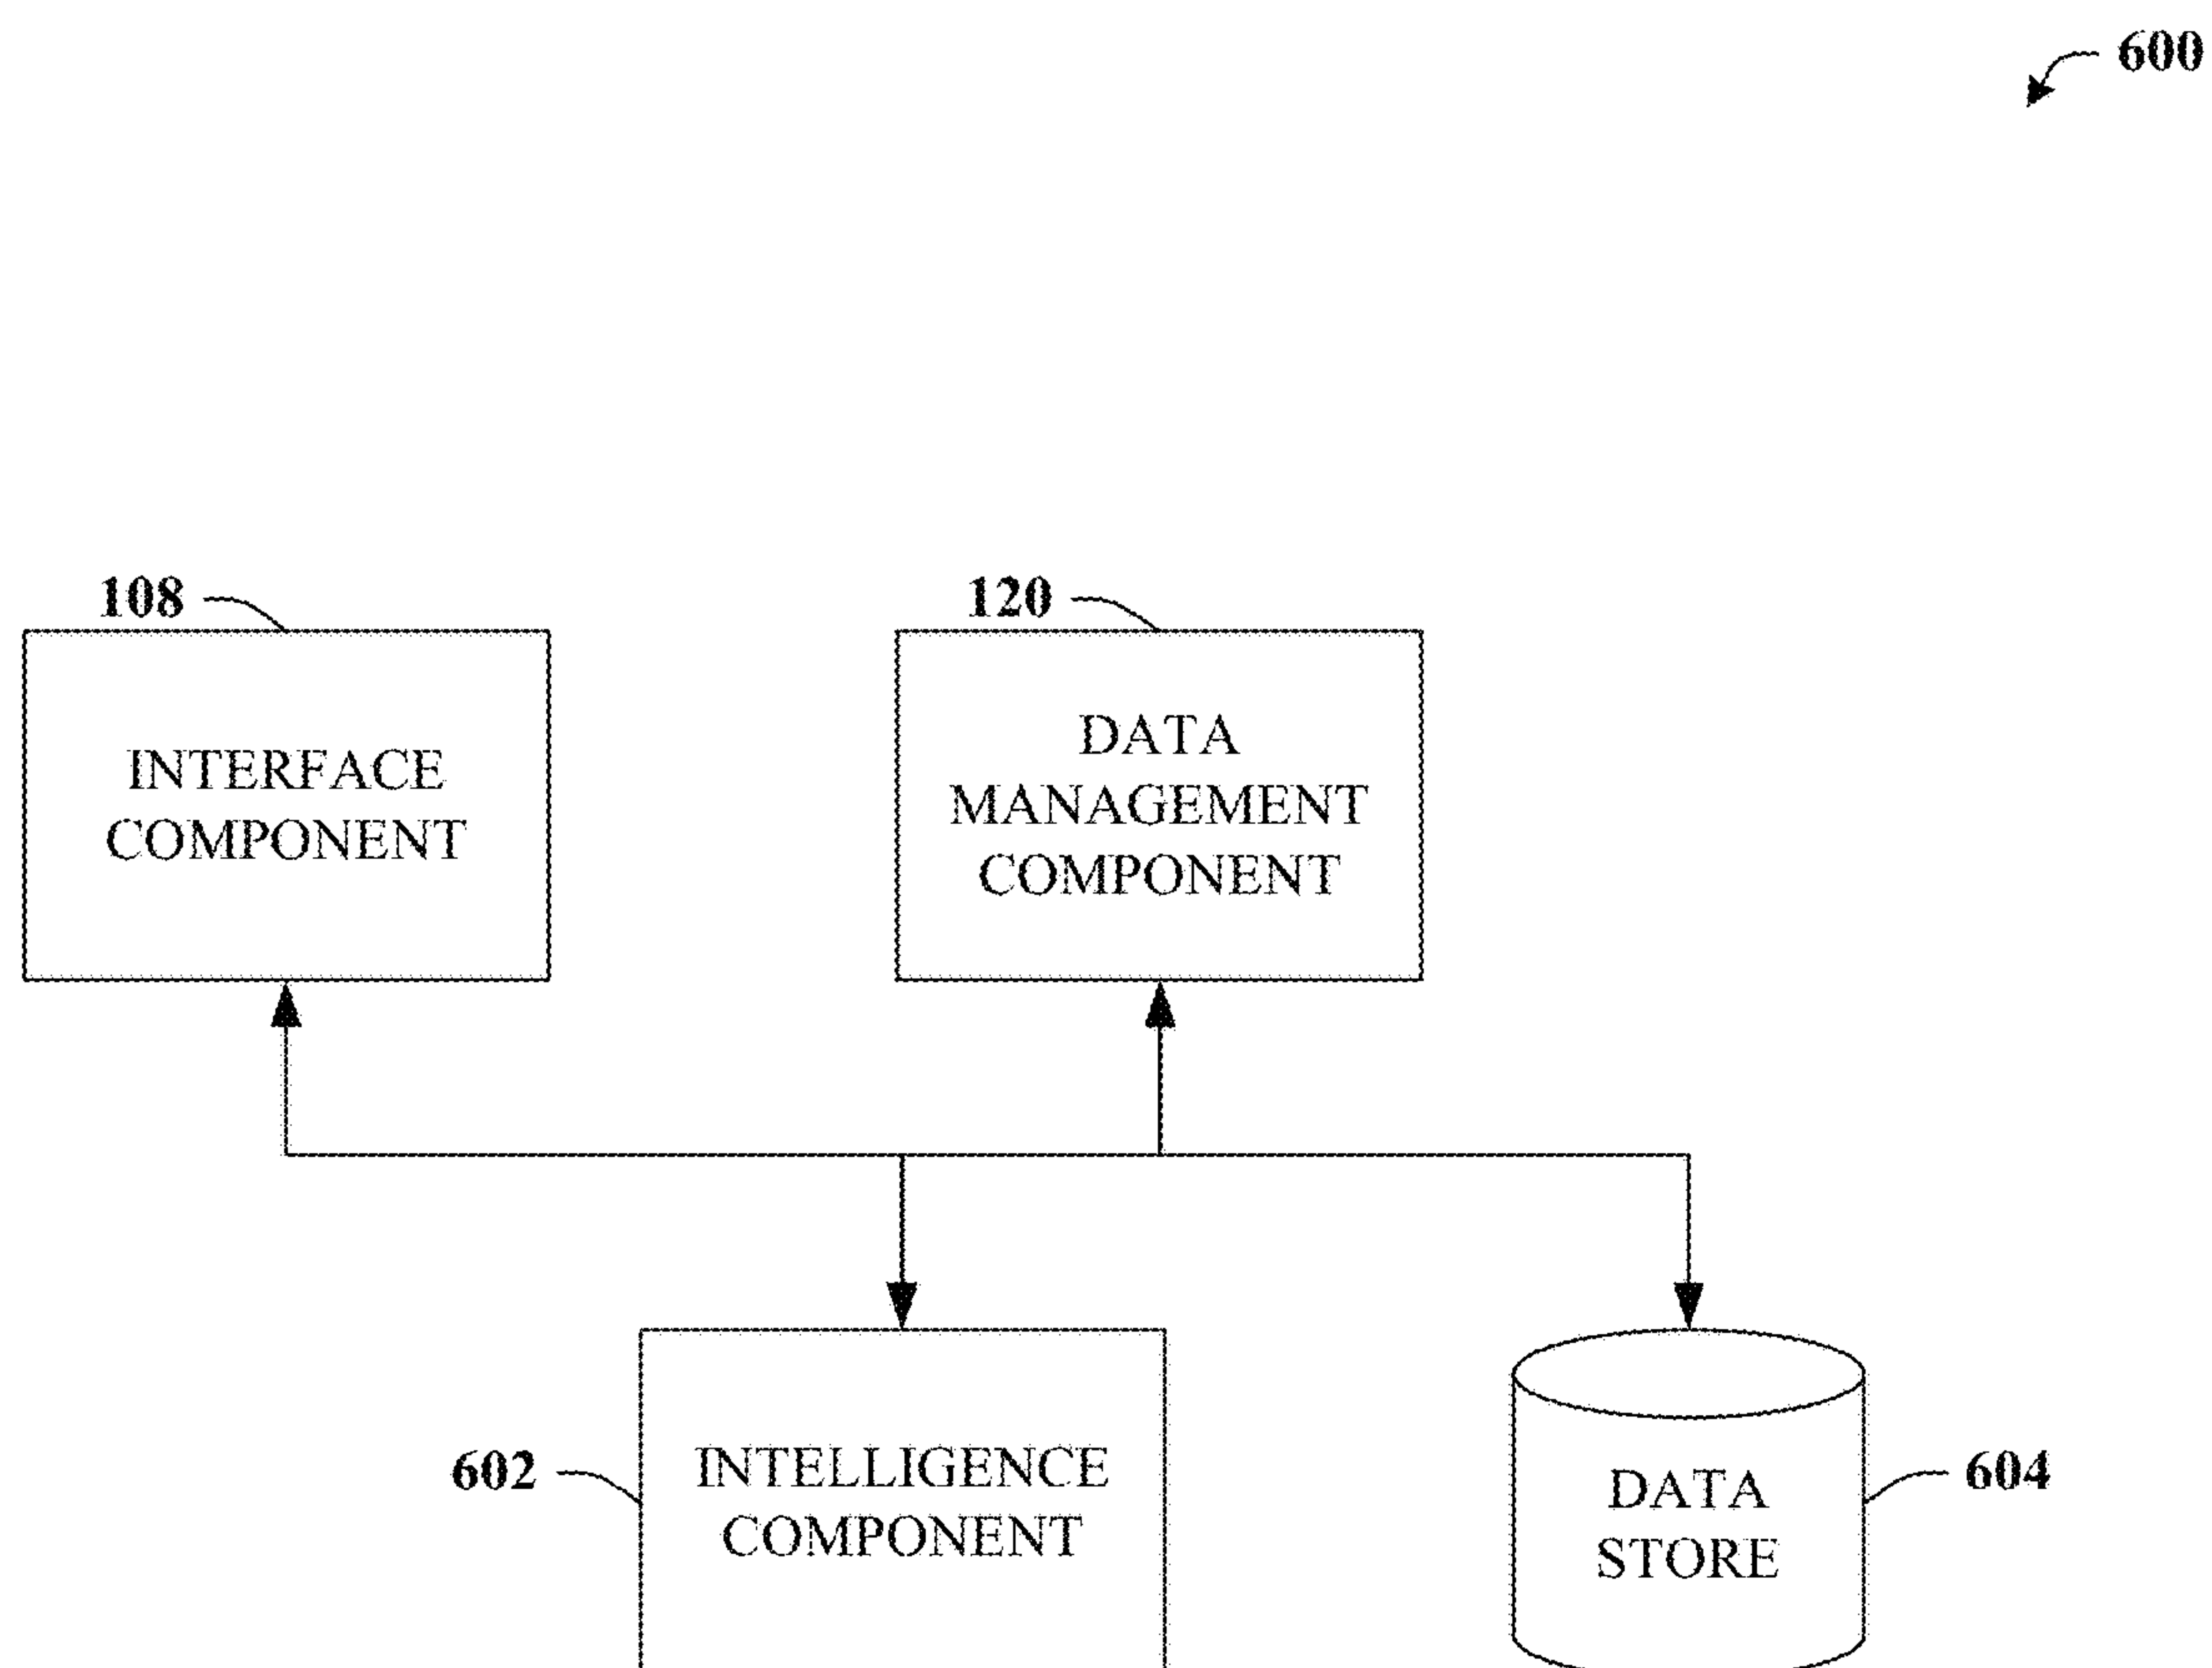 600
108
120
INTERFACE
COMPONENT
DATA
MANAGEMENT
COMPONENT
602
INTELLIGENCE
COMPONENT
DATA
STORE
604